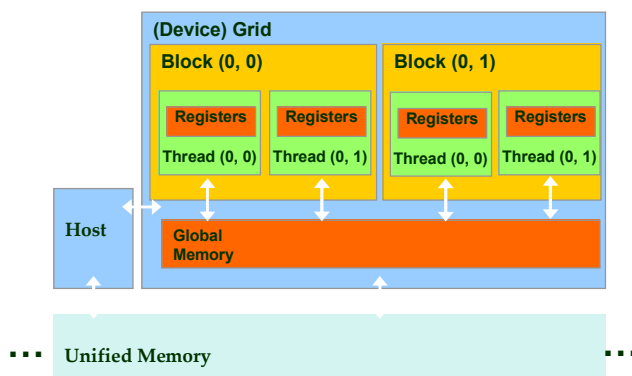 (Device) Grid
Block (0, 0)
Block (0, 1)
Registers
Registers
Registers
Registers
Thread (0, 0)
Thread (0, 1)
Thread (0, 0)
Thread (0, 1)
Host
Global
Memory
...
Unified Memory
...